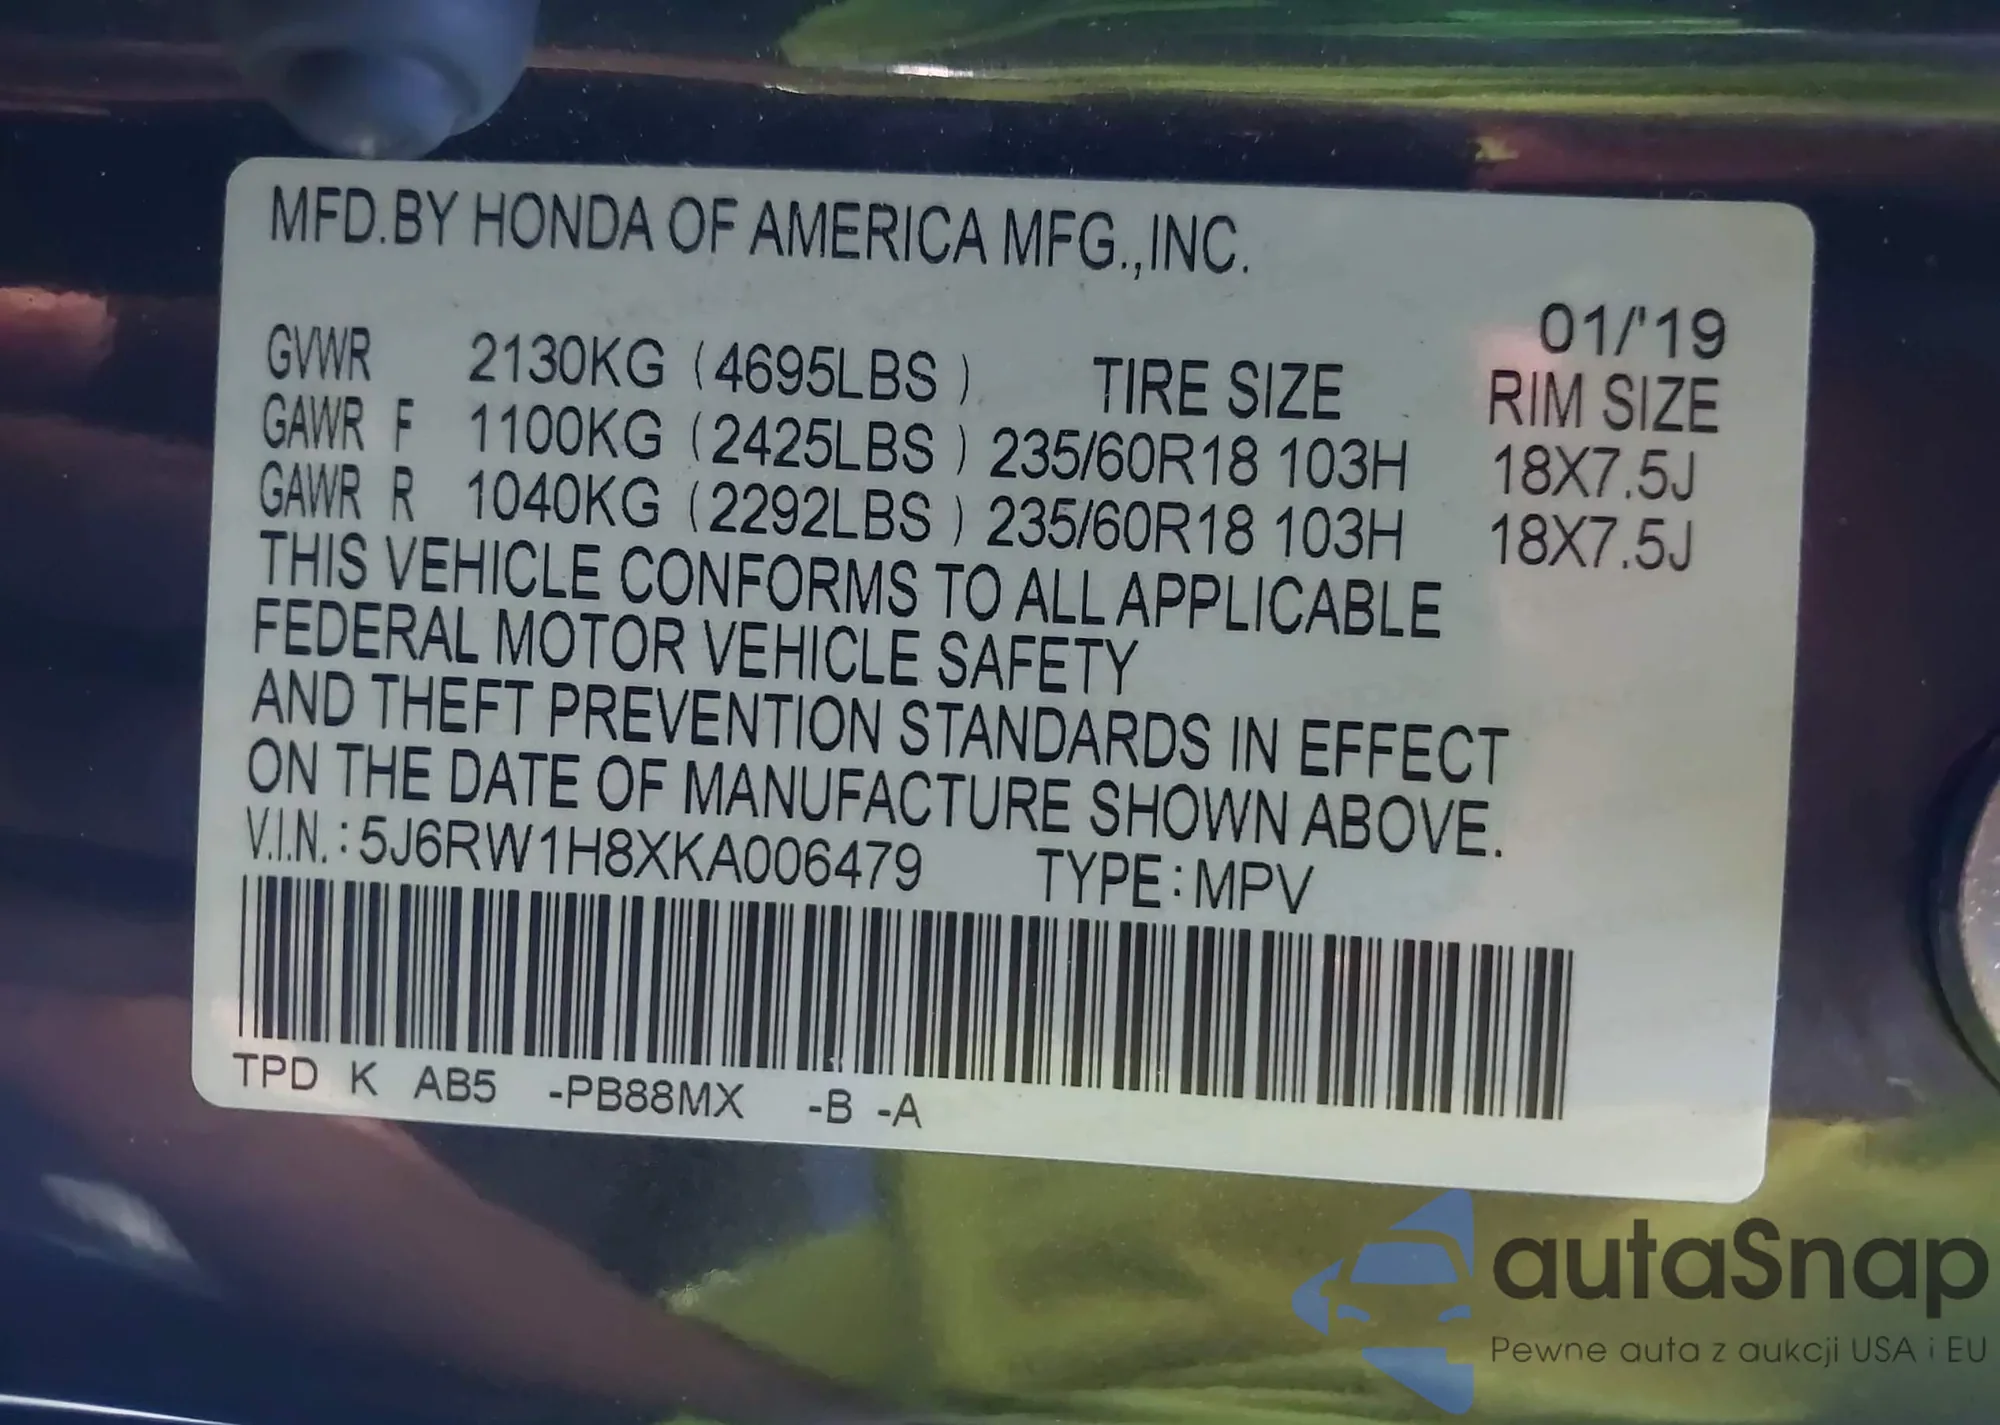 MFD.BY HONDA OF AMERICA MFG.,INC.
01/'19
GVWR 2130KG (4695LBS) TIRE SIZE RIM SIZE
GAWR F 1100KG (2425LBS) 235/60R18 103H 18X7.5J
GAWR R 1040KG (2292LBS) 235/60R18 103H 18X7.5J
THIS VEHICLE CONFORMS TO ALL APPLICABLE
FEDERAL MOTOR VEHICLE SAFETY
AND THEFT PREVENTION STANDARDS IN EFFECT
ON THE DATE OF MANUFACTURE SHOWN ABOVE.
V.I.N.:5J6RW1H8XKA006479 TYPE:MPV
TPD K AB5 -PB88MX -B -A
autaSnap
Pewne auta z aukcji USA i EU